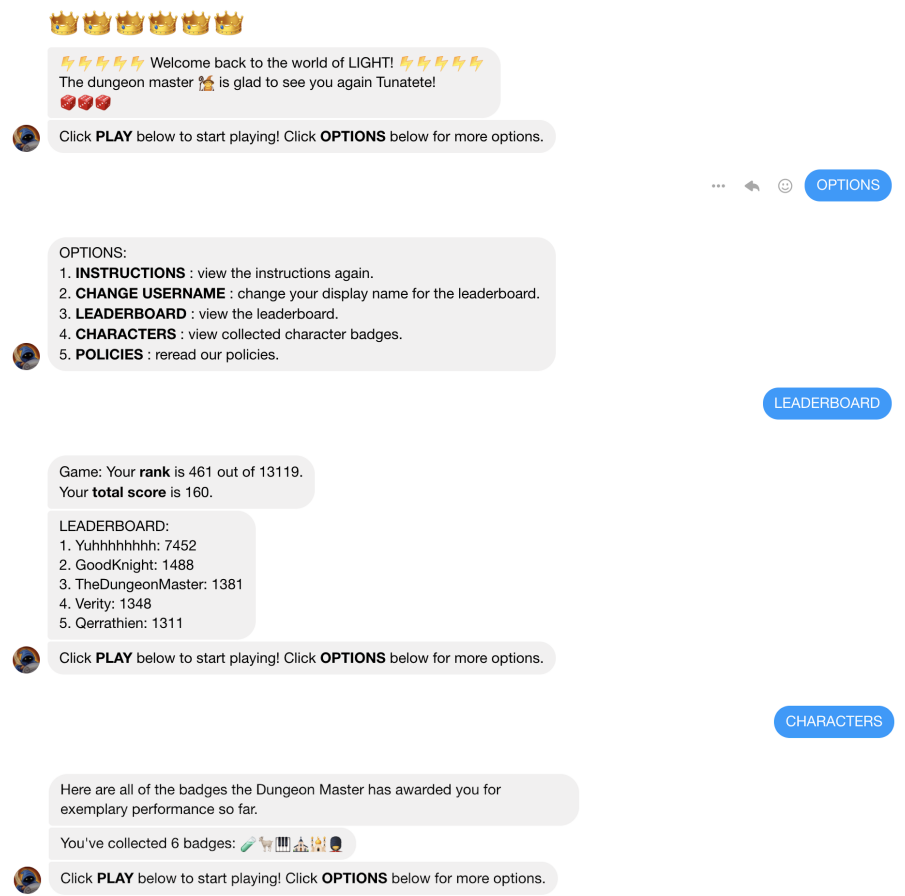 👑👑👑👑👑👑
⚡⚡⚡⚡⚡ Welcome back to the world of LIGHT! ⚡⚡⚡⚡⚡
The dungeon master 🧙 is glad to see you again Tunatete!
🎲🎲🎲
Click PLAY below to start playing! Click OPTIONS below for more options.
OPTIONS
OPTIONS:
1. INSTRUCTIONS : view the instructions again.
2. CHANGE USERNAME : change your display name for the leaderboard.
3. LEADERBOARD : view the leaderboard.
4. CHARACTERS : view collected character badges.
5. POLICIES : reread our policies.
LEADERBOARD
Game: Your rank is 461 out of 13119.
Your total score is 160.
LEADERBOARD:
1. Yuhhhhhhhh: 7452
2. GoodKnight: 1488
3. TheDungeonMaster: 1381
4. Verity: 1348
5. Qerrathien: 1311
Click PLAY below to start playing! Click OPTIONS below for more options.
CHARACTERS
Here are all of the badges the Dungeon Master has awarded you for
exemplary performance so far.
You've collected 6 badges: 🧪🐐🎹⛪🕍💂
Click PLAY below to start playing! Click OPTIONS below for more options.